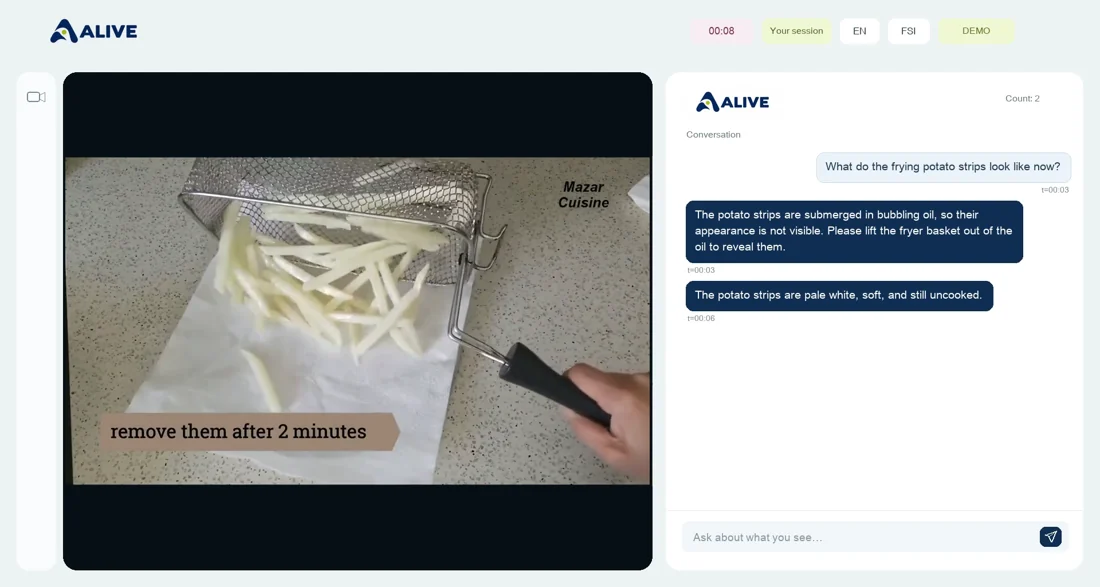 ALIVE
00:08
Your session
EN
FSI
DEMO
Mazar
Cuisine
remove them after 2 minutes
ALIVE
Count: 2
Conversation
What do the frying potato strips look like now?
t=00:03
The potato strips are submerged in bubbling oil, so their
appearance is not visible. Please lift the fryer basket out of the
oil to reveal them.
t=00:03
The potato strips are pale white, soft, and still uncooked.
t=00:06
Ask about what you see…